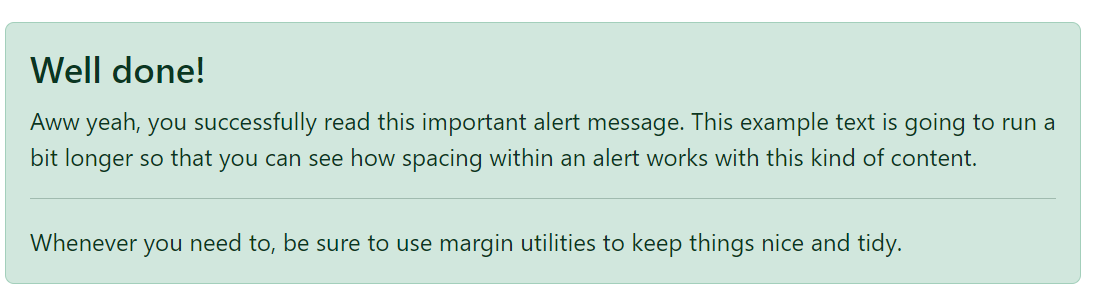 Well done!
Aww yeah, you successfully read this important alert message. This example text is going to run a
bit longer so that you can see how spacing within an alert works with this kind of content.
Whenever you need to, be sure to use margin utilities to keep things nice and tidy.